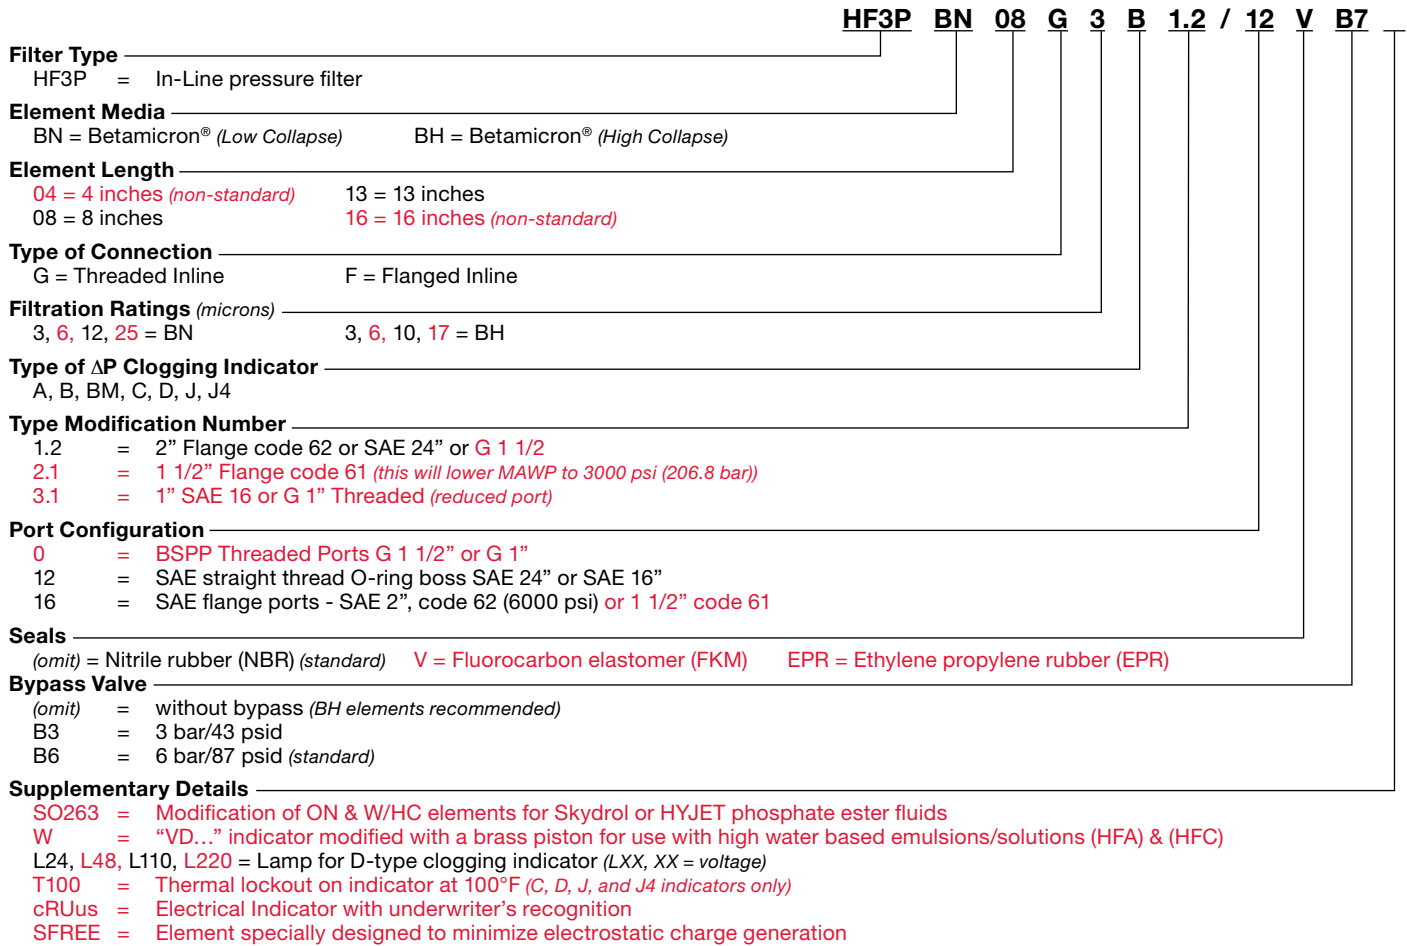 HF3P BN 08 G 3 B 1.2 / 12 V B7
Filter Type
HF3P = In-Line pressure filter
Element Media
BN = Betamicron® (Low Collapse) BH = Betamicron® (High Collapse)
Element Length
04 = 4 inches (non-standard) 13 = 13 inches
08 = 8 inches 16 = 16 inches (non-standard)
Type of Connection
G = Threaded Inline F = Flanged Inline
Filtration Ratings (microns)
3, 6, 12, 25 = BN 3, 6, 10, 17 = BH
Type of ΔP Clogging Indicator
A, B, BM, C, D, J, J4
Type Modification Number
1.2 = 2” Flange code 62 or SAE 24” or G 1 1/2
2.1 = 1 1/2” Flange code 61 (this will lower MAWP to 3000 psi (206.8 bar))
3.1 = 1” SAE 16 or G 1” Threaded (reduced port)
Port Configuration
0 = BSPP Threaded Ports G 1 1/2” or G 1”
12 = SAE straight thread O-ring boss SAE 24” or SAE 16”
16 = SAE flange ports - SAE 2”, code 62 (6000 psi) or 1 1/2” code 61
Seals
(omit) = Nitrile rubber (NBR) (standard) V = Fluorocarbon elastomer (FKM) EPR = Ethylene propylene rubber (EPR)
Bypass Valve
(omit) = without bypass (BH elements recommended)
B3 = 3 bar/43 psid
B6 = 6 bar/87 psid (standard)
Supplementary Details
SO263 = Modification of ON & W/HC elements for Skydrol or HYJET phosphate ester fluids
W = “VD...” indicator modified with a brass piston for use with high water based emulsions/solutions (HFA) & (HFC)
L24, L48, L110, L220 = Lamp for D-type clogging indicator (LXX, XX = voltage)
T100 = Thermal lockout on indicator at 100°F (C, D, J, and J4 indicators only)
cRUus = Electrical Indicator with underwriter’s recognition
SFREE = Element specially designed to minimize electrostatic charge generation